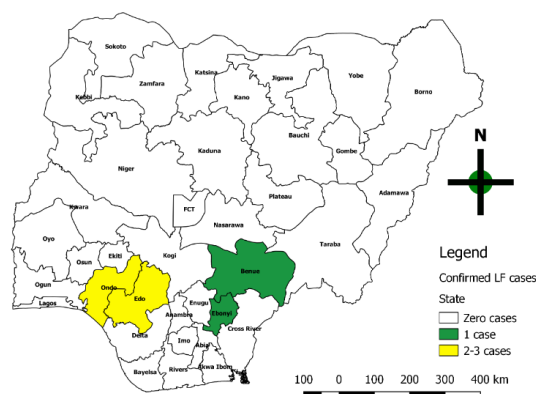 Sokoto
Katsina
Jigawa
Yobe
Borno
Zamfara
Kebbi
Kano
Bauchi
Gombe
Kaduna
Niger
Adamawa
Plateau
FCT
Kwara
Nasarawa
Oyo
Taraba
Ekiti
Kogi
Osun
Benue
Ogun
Ondo
Edo
Lagos
Enugu
Anambra
Ebonyi
Cross River
Delta
Imo
Abia
Bayelsa
Rivers
Akwa Ibom
N
Legend
Confirmed LF cases
State
Zero cases
1 case
2-3 cases
100 0 100 200 300 400 km